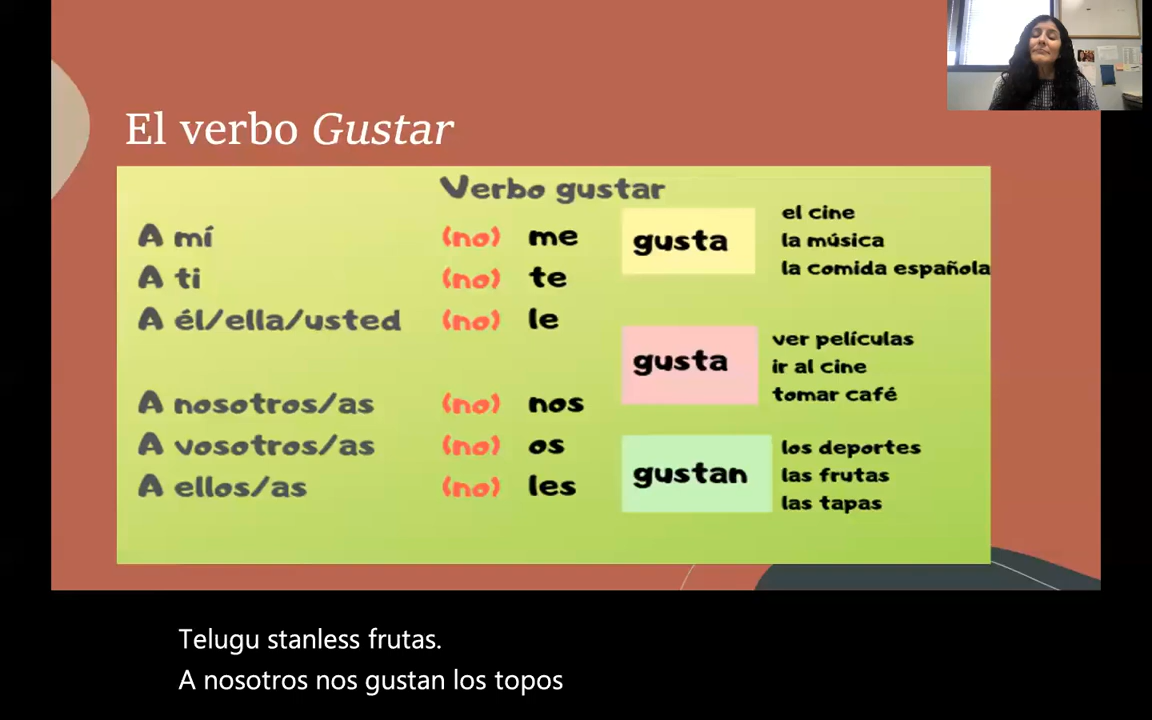 El verbo Gustar
Verbo gustar
A mí (no) me
A ti (no) te
A él/ella/usted (no) le
A nosotros/as (no) nos
A vosotros/as (no) os
A ellos/as (no) les
gusta
el cine
la música
la comida española
gusta
ver películas
ir al cine
tomar café
gustan
los deportes
las frutas
las tapas
Telugu stanless frutas.
A nosotros nos gustan los topos